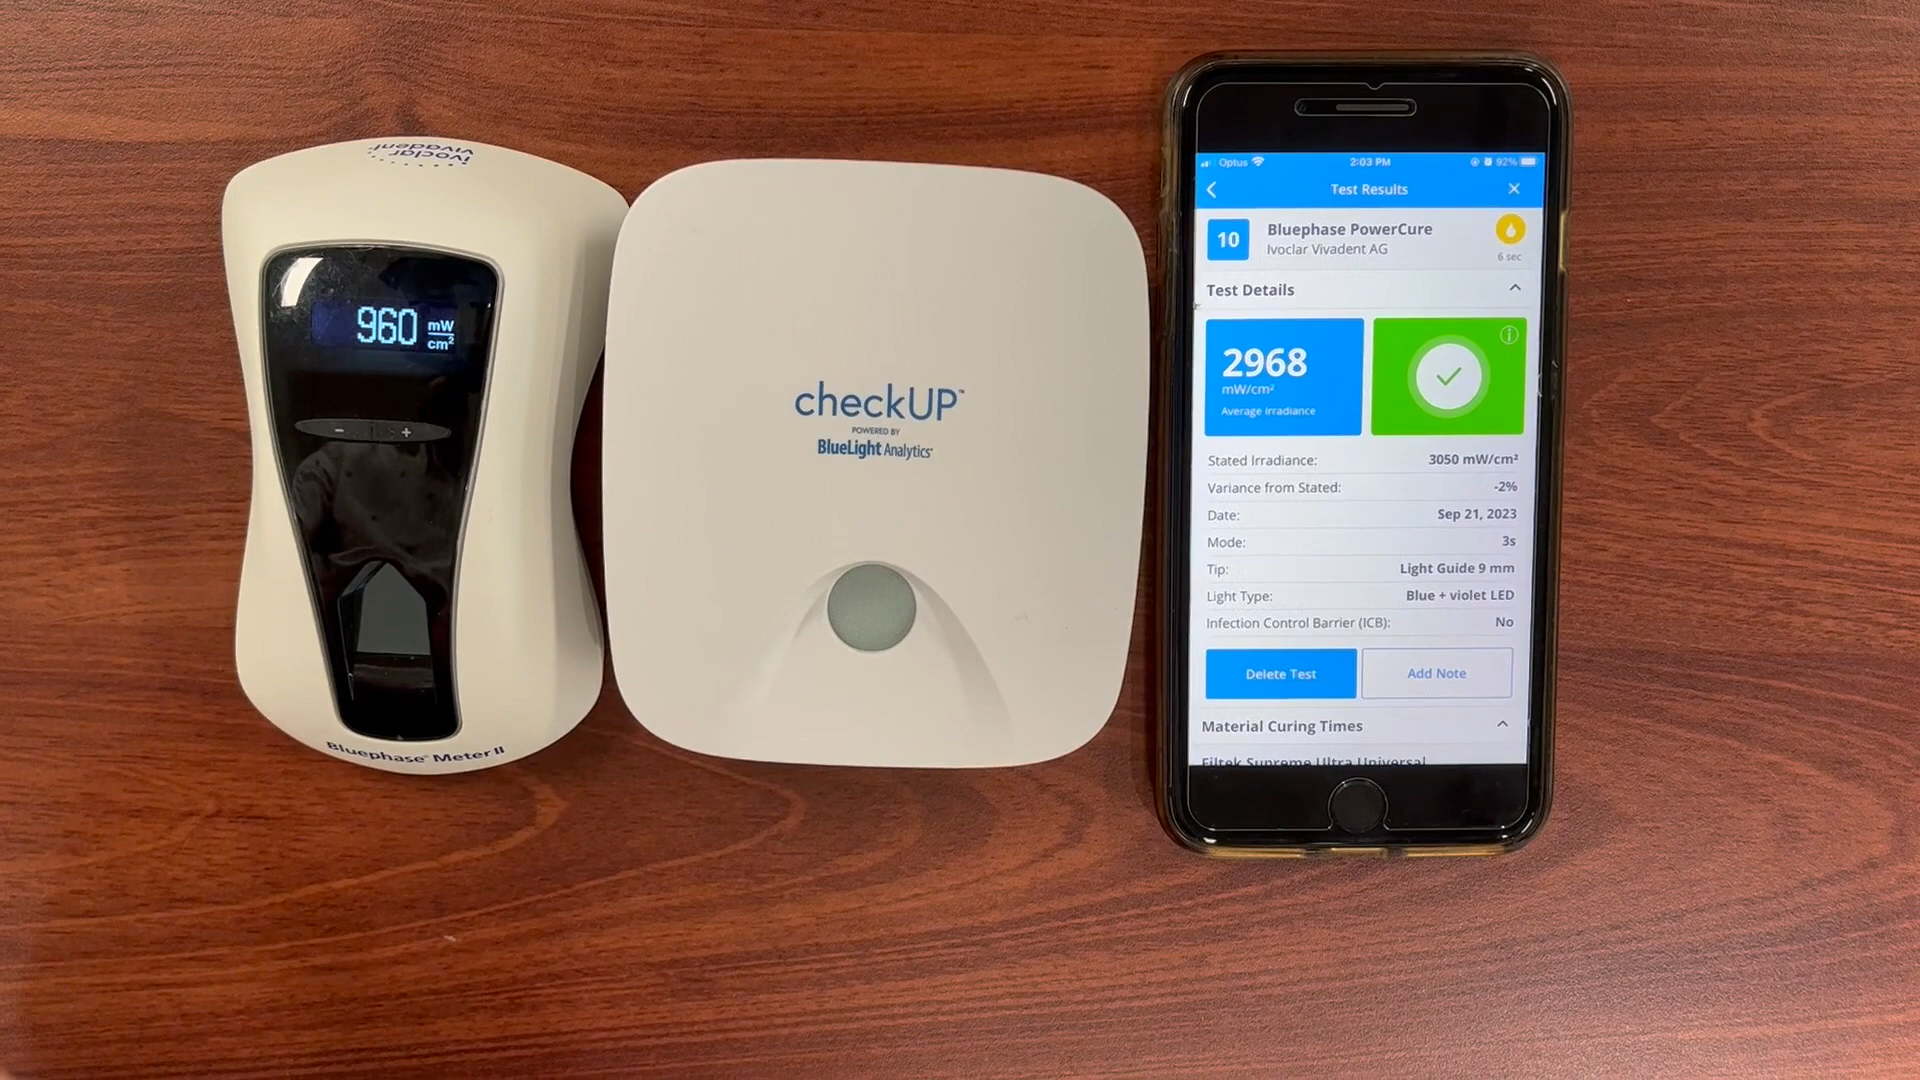 ivoclar
vivadent
960 mW
cm²
- +
Bluephase® Meter II
checkUP™
POWERED BY
BlueLight Analytics
Optus 2:03 PM 92%
Test Results
10 Bluephase PowerCure
Ivoclar Vivadent AG
6 sec
Test Details
2968
mW/cm²
Average Irradiance
Stated Irradiance: 3050 mW/cm²
Variance from Stated: -2%
Date: Sep 21, 2023
Mode: 3s
Tip: Light Guide 9 mm
Light Type: Blue + violet LED
Infection Control Barrier (ICB): No
Delete Test Add Note
Material Curing Times
Filtek Supreme Ultra Universal